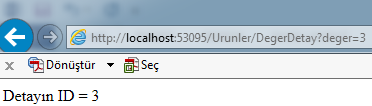 http://localhost:53095/Urunler/DegerDetay?deger=3
x Dönüştür Seç
Detayın ID = 3